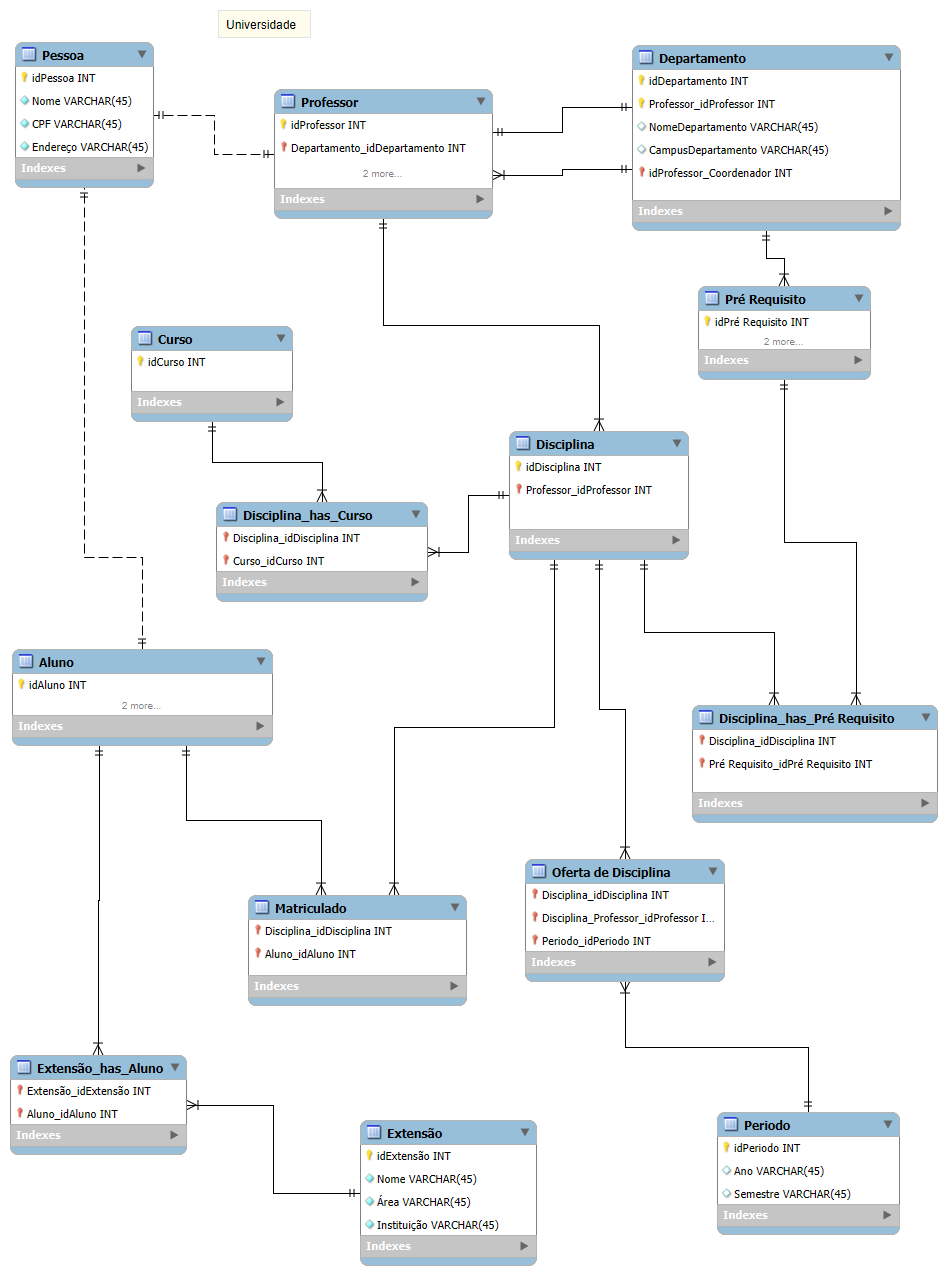 Universidade
Pessoa
idPessoa INT
Nome VARCHAR(45)
CPF VARCHAR(45)
Endereço VARCHAR(45)
Indexes
Professor
idProfessor INT
Departamento_idDepartamento INT
2 more...
Indexes
Departamento
idDepartamento INT
Professor_idProfessor INT
NomeDepartamento VARCHAR(45)
CampusDepartamento VARCHAR(45)
idProfessor_Coordenador INT
Indexes
Pré Requisito
idPré Requisito INT
2 more...
Indexes
Curso
idCurso INT
Indexes
Disciplina
idDisciplina INT
Professor_idProfessor INT
Indexes
Disciplina_has_Curso
Disciplina_idDisciplina INT
Curso_idCurso INT
Indexes
Aluno
idAluno INT
2 more...
Indexes
Disciplina_has_Pré Requisito
Disciplina_idDisciplina INT
Pré Requisito_idPré Requisito INT
Indexes
Oferta de Disciplina
Disciplina_idDisciplina INT
Disciplina_Professor_idProfessor I...
Periodo_idPeriodo INT
Indexes
Matriculado
Disciplina_idDisciplina INT
Aluno_idAluno INT
Indexes
Extensão_has_Aluno
Extensão_idExtensão INT
Aluno_idAluno INT
Indexes
Extensão
idExtensão INT
Nome VARCHAR(45)
Área VARCHAR(45)
Instituição VARCHAR(45)
Indexes
Periodo
idPeriodo INT
Ano VARCHAR(45)
Semestre VARCHAR(45)
Indexes